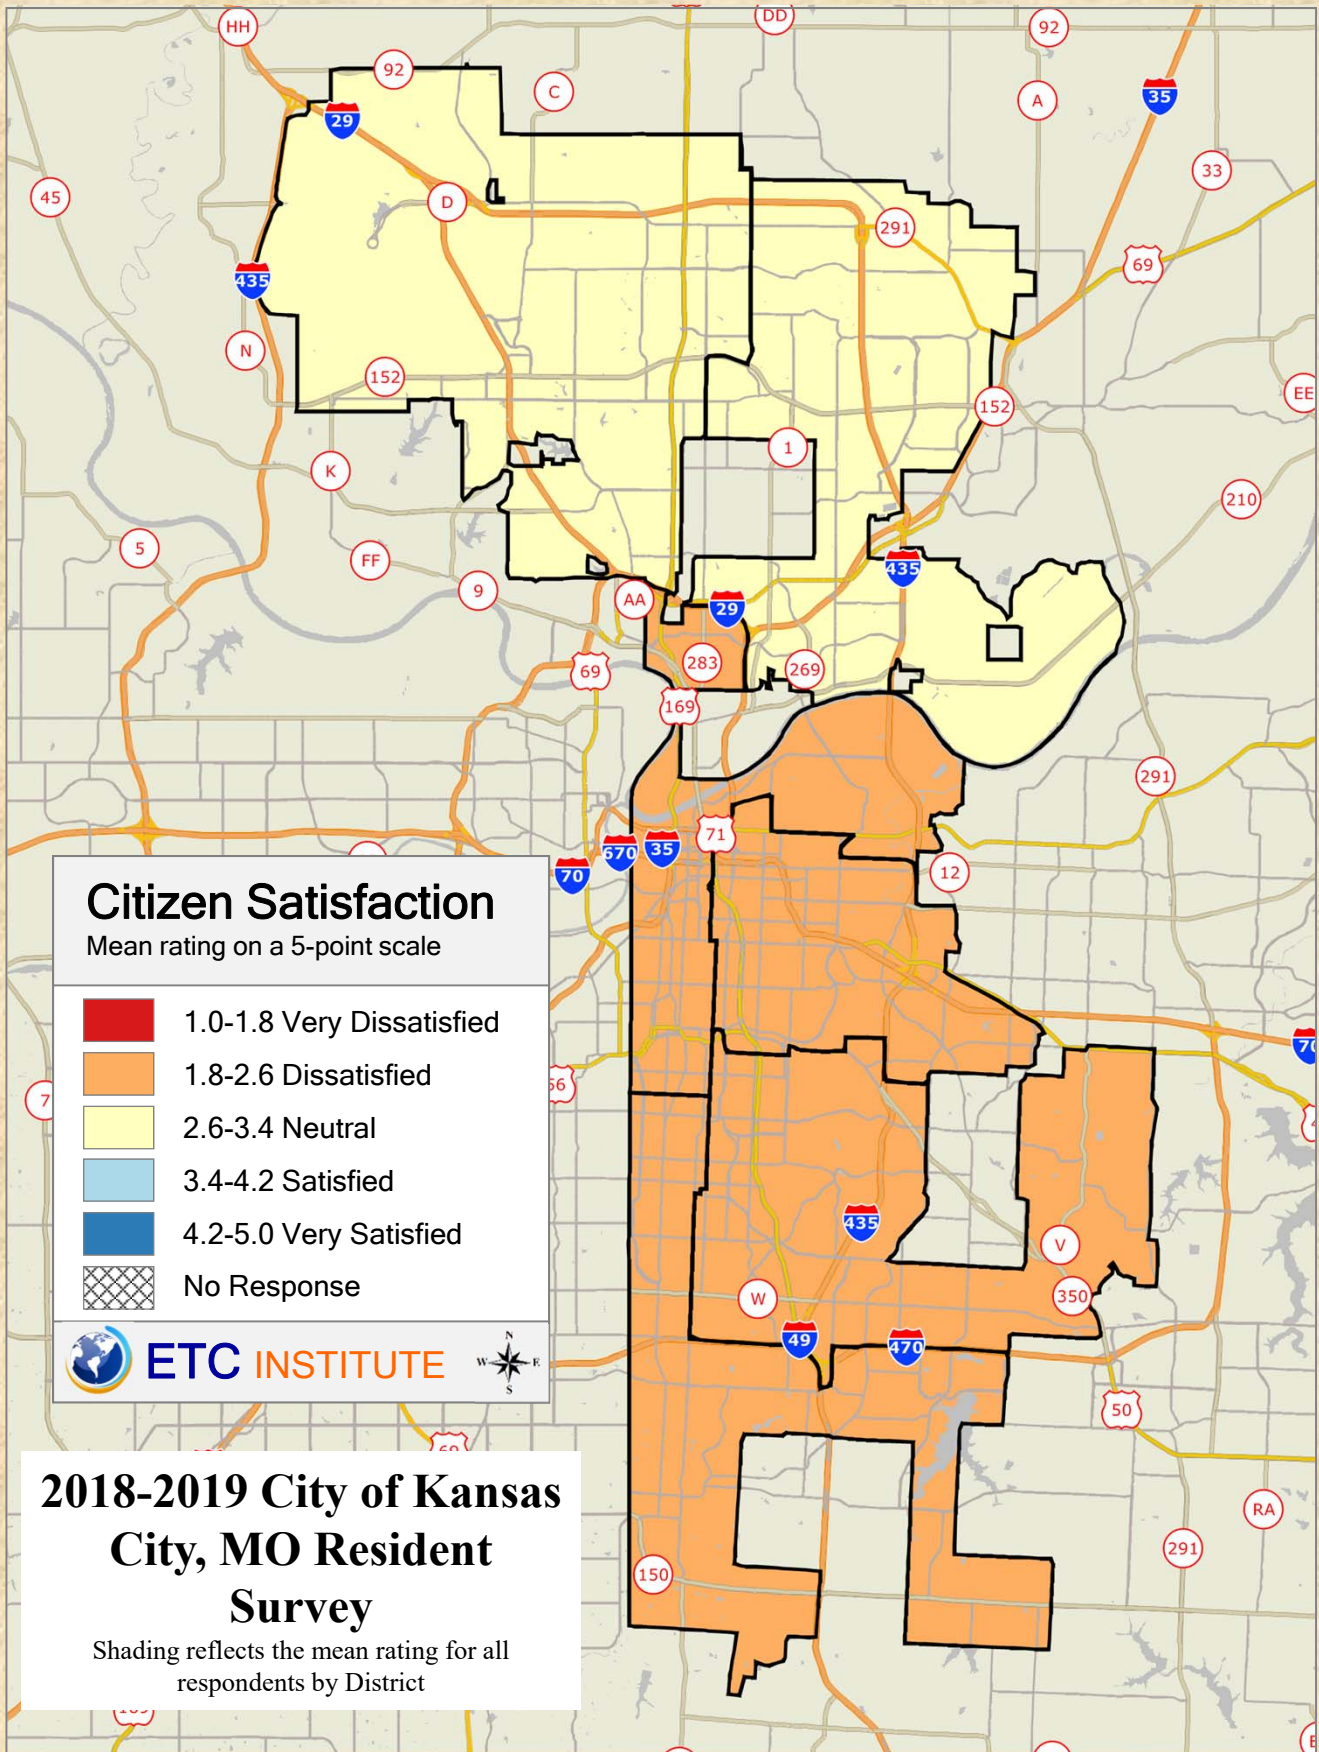 HH
DD
92
92
C
A
35
29
33
45
D
291
69
435
N
152
EE
152
1
K
210
5
FF
435
9
AA
29
283
269
69
169
291
71
670
35
70
12
Citizen Satisfaction
Mean rating on a 5-point scale
1.0-1.8 Very Dissatisfied
1.8-2.6 Dissatisfied
2.6-3.4 Neutral
3.4-4.2 Satisfied
4.2-5.0 Very Satisfied
No Response
ETC INSTITUTE
N
W
E
S
70
7
435
V
W
350
49
470
50
2018-2019 City of Kansas
City, MO Resident
Survey
Shading reflects the mean rating for all
respondents by District
RA
291
150